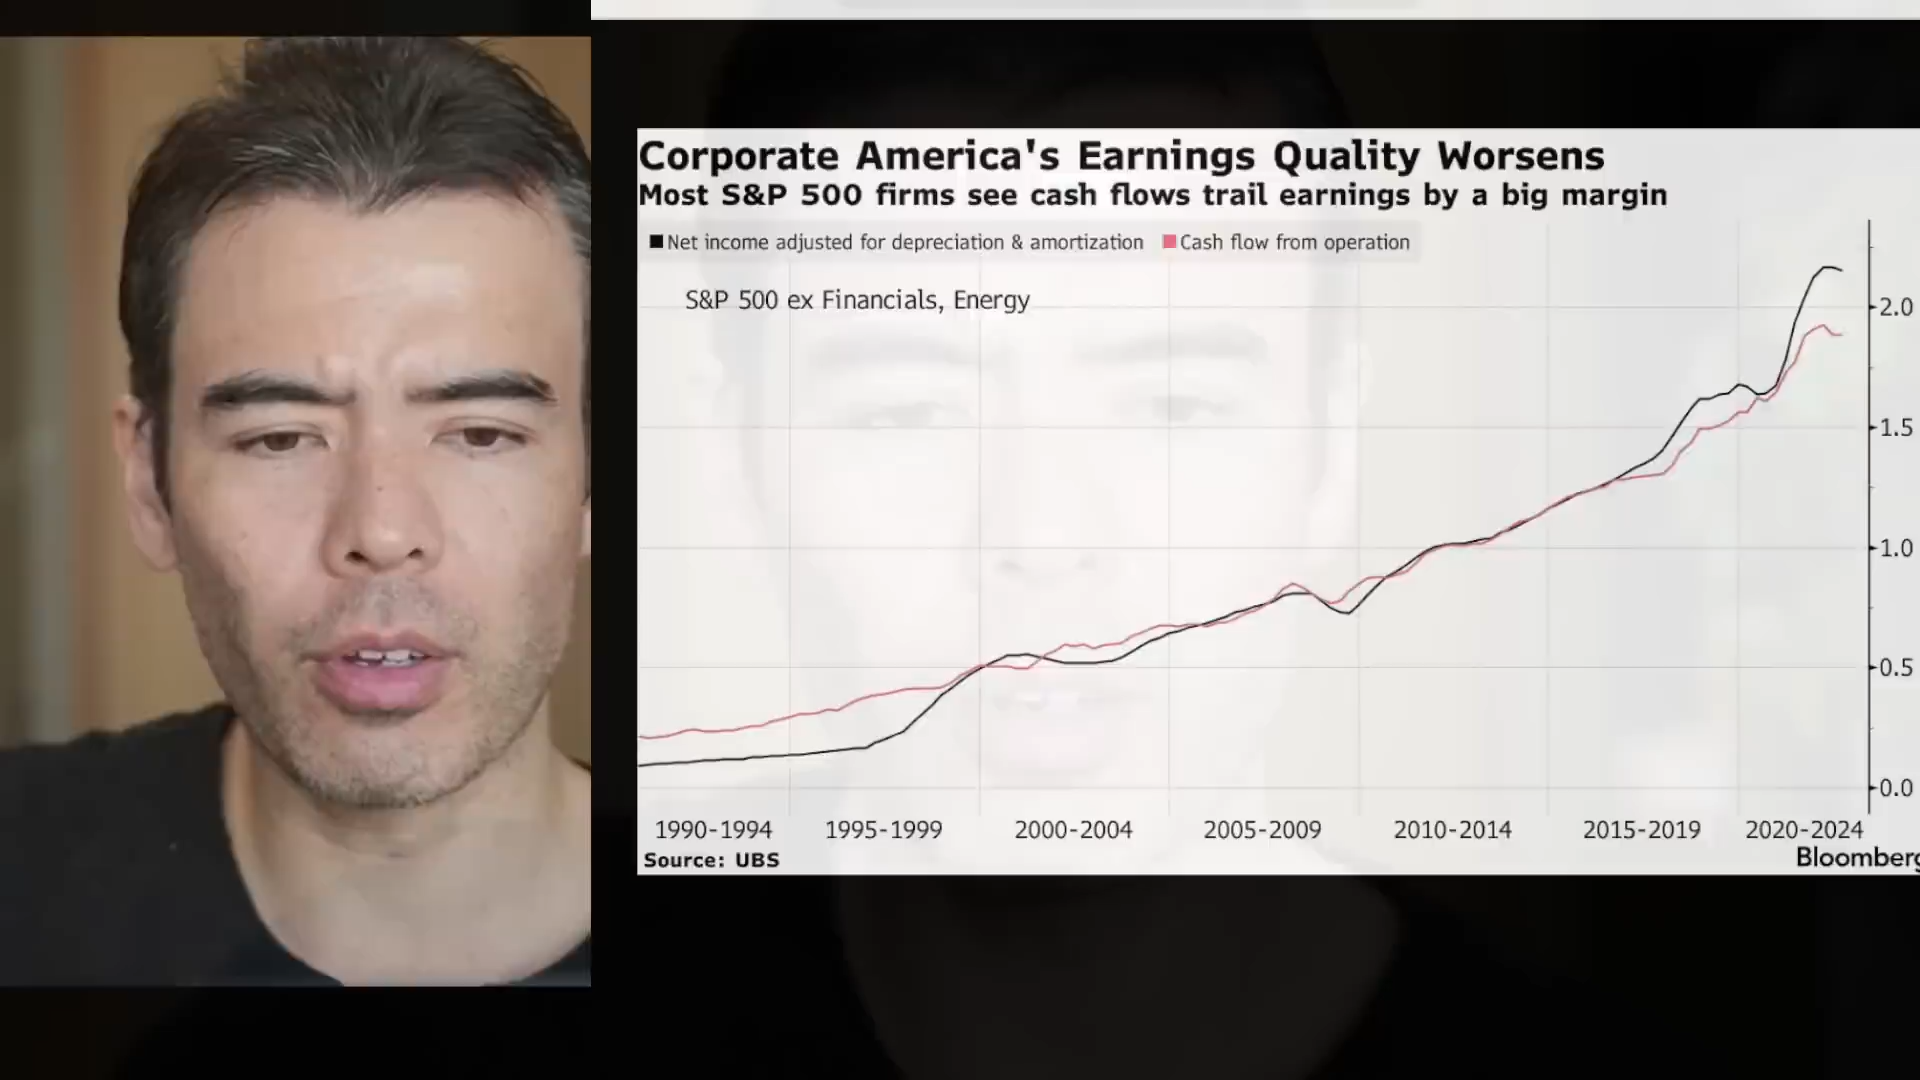 Corporate America's Earnings Quality Worsens
Most S&P 500 firms see cash flows trail earnings by a big margin
Net income adjusted for depreciation & amortization Cash flow from operation
S&P 500 ex Financials, Energy
2.0
1.5
1.0
0.5
0.0
1990-1994 1995-1999 2000-2004 2005-2009 2010-2014 2015-2019 2020-2024
Source: UBS
Bloomberg